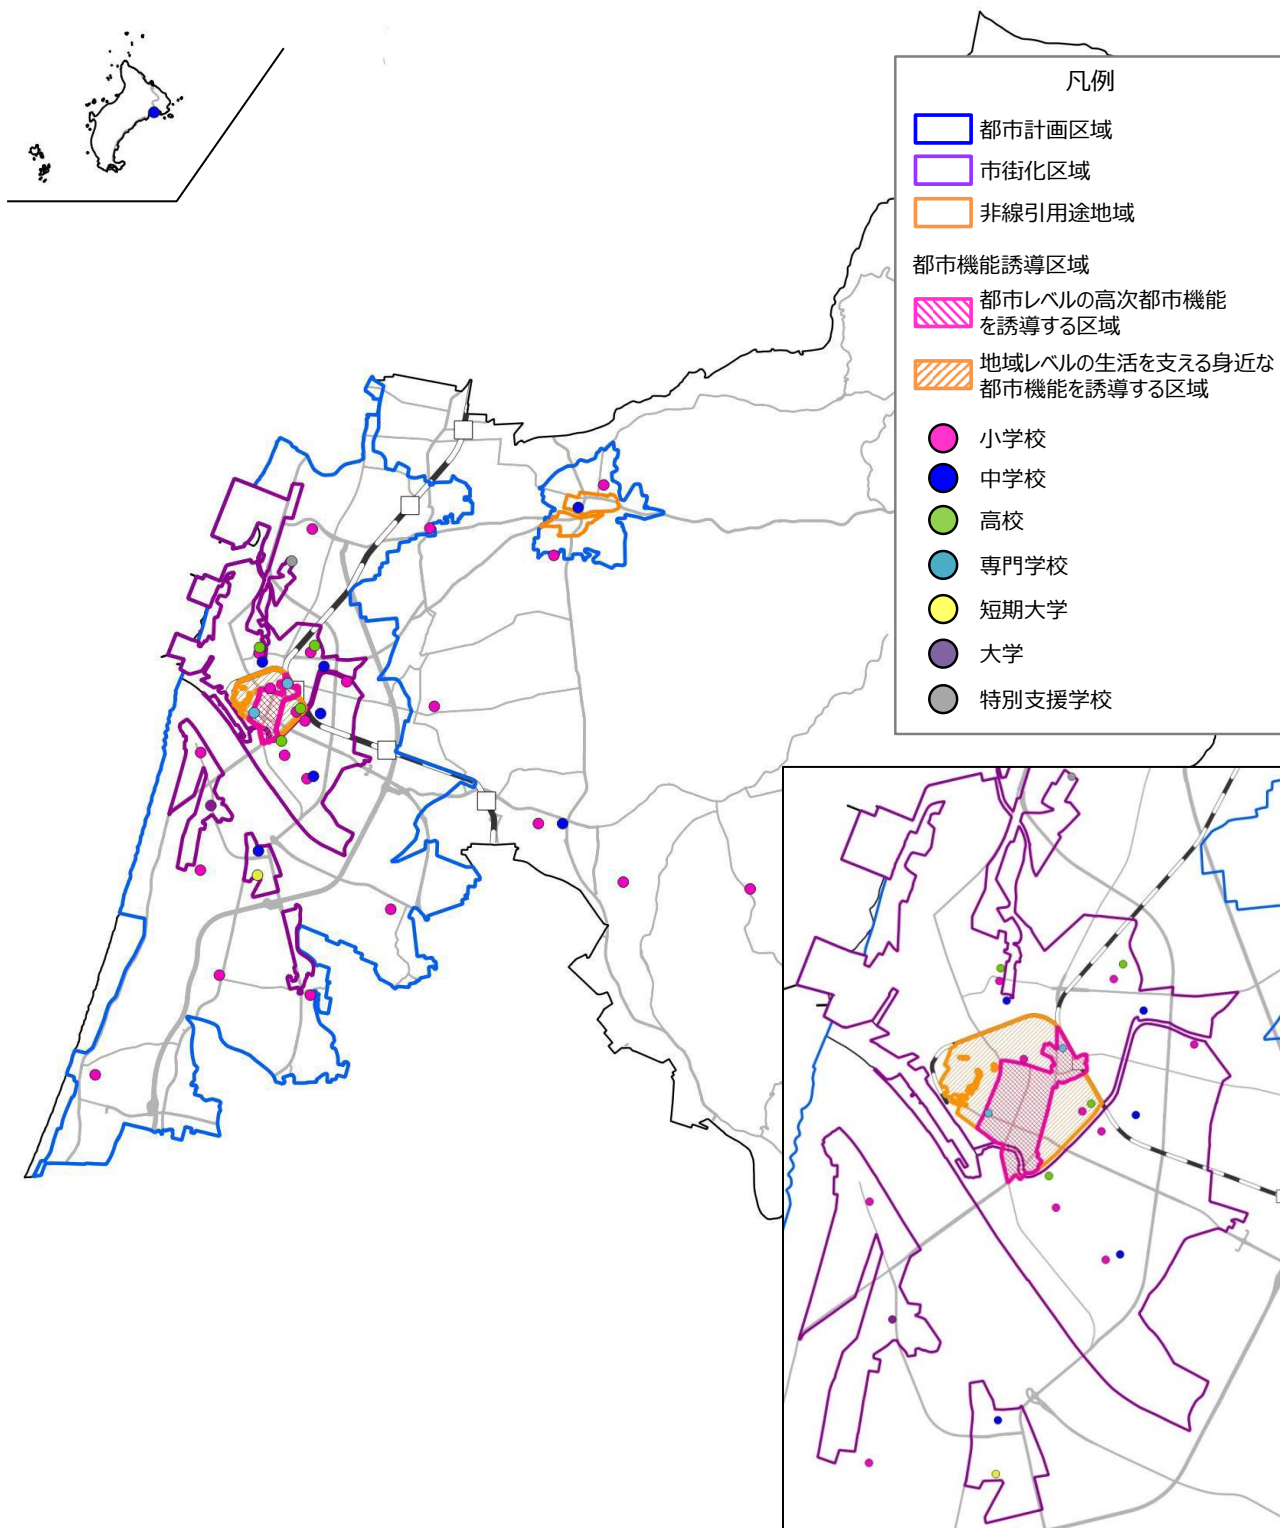 凡例
都市計画区域
市街化区域
非線引用途地域
都市機能誘導区域
都市レベルの高次都市機能
を誘導する区域
地域レベルの生活を支える身近な
都市機能を誘導する区域
小学校
中学校
高校
専門学校
短期大学
大学
特別支援学校